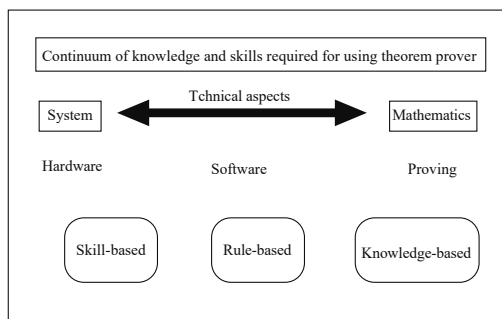 Continuum of knowledge and skills required for using theorem prover
Tchnical aspects
System
Mathematics
Hardware
Software
Proving
Skill-based
Rule-based
Knowledge-based